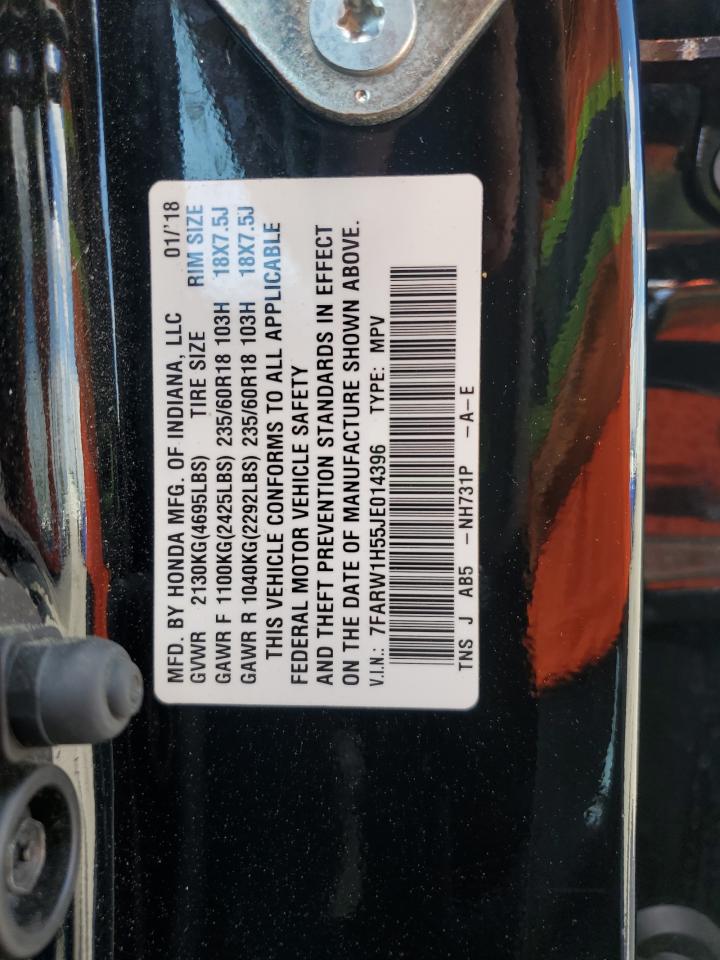 MFD. BY HONDA MFG. OF INDIANA, LLC 01/'18
GVWR 2130KG(4695LBS) TIRE SIZE RIM SIZE
GAWR F 1100KG(2425LBS) 235/60R18 103H 18X7.5J
GAWR R 1040KG(2292LBS) 235/60R18 103H 18X7.5J
THIS VEHICLE CONFORMS TO ALL APPLICABLE
FEDERAL MOTOR VEHICLE SAFETY
AND THEFT PREVENTION STANDARDS IN EFFECT
ON THE DATE OF MANUFACTURE SHOWN ABOVE.
V.I.N.: 7FARW1H55JE014396 TYPE: MPV
TNS J AB5 -NH731P -A-E